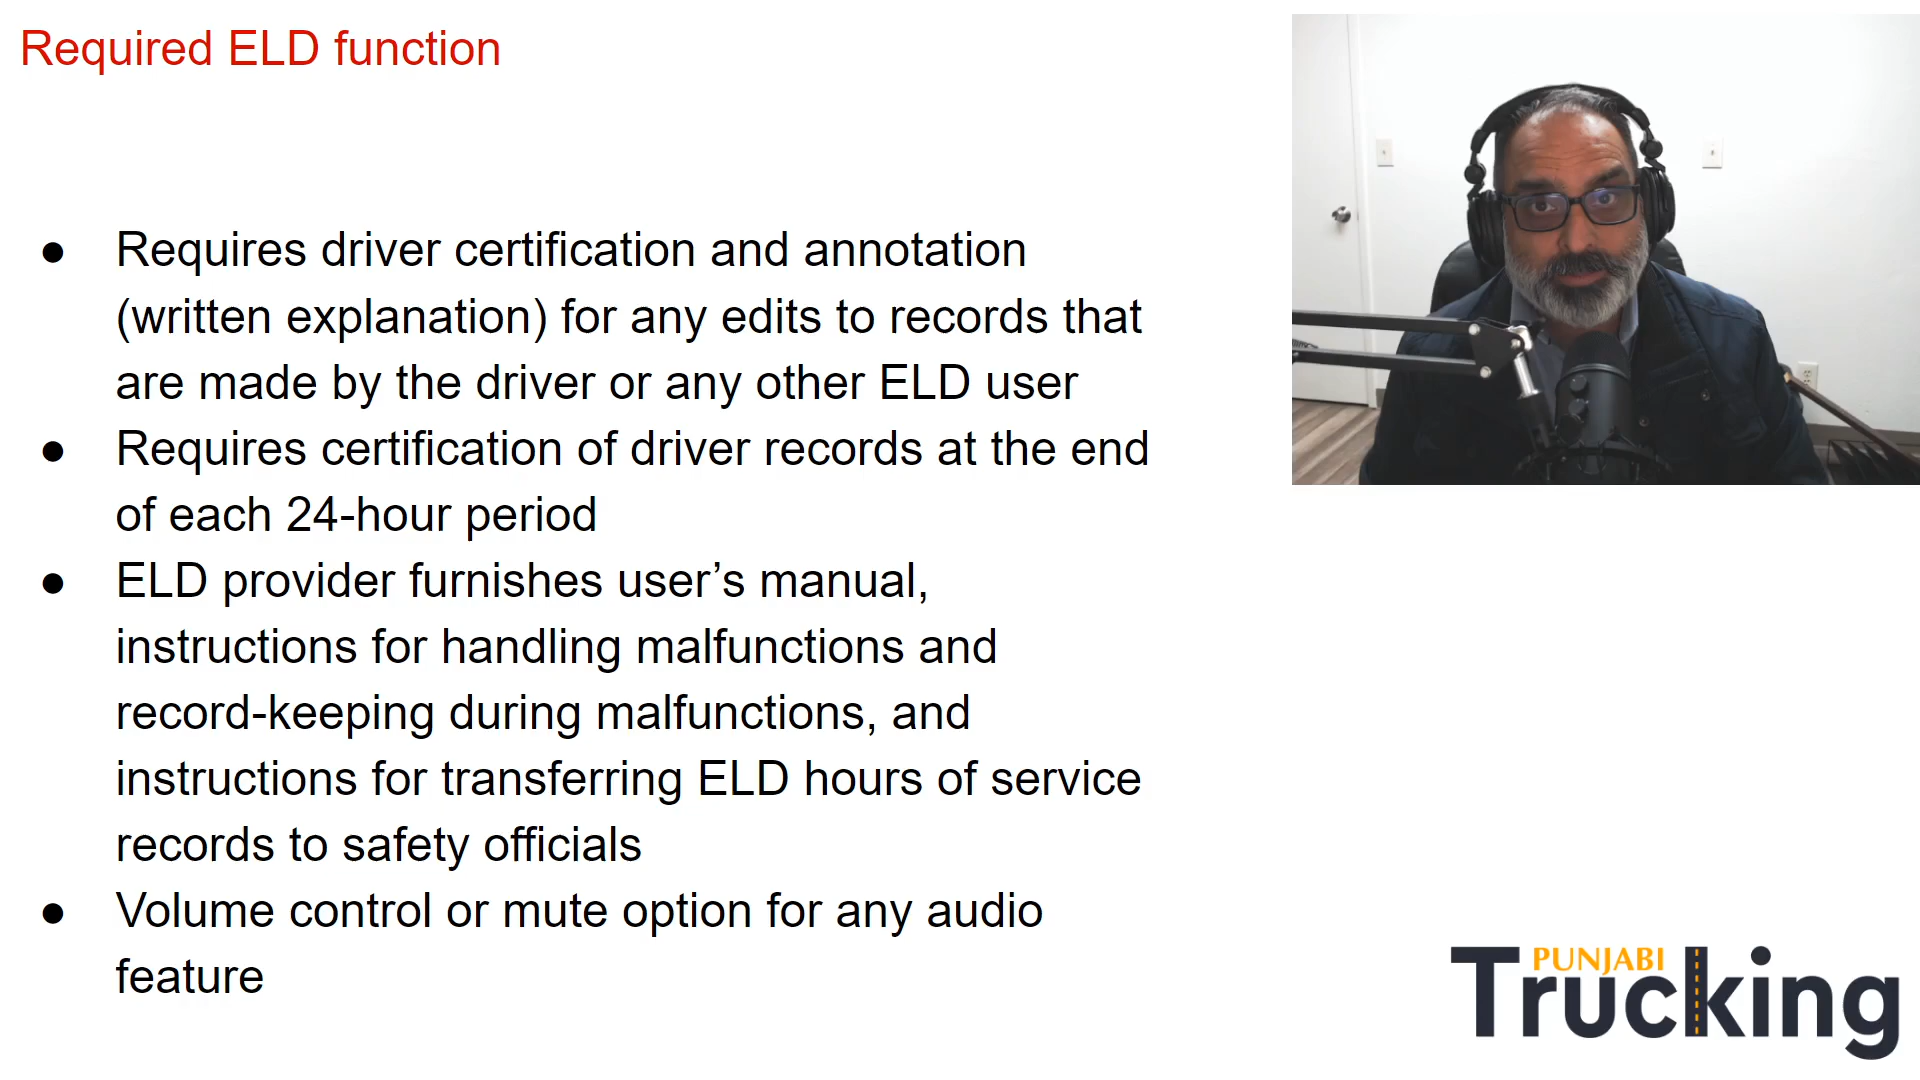 Required ELD function
● Requires driver certification and annotation
(written explanation) for any edits to records that
are made by the driver or any other ELD user
● Requires certification of driver records at the end
of each 24-hour period
● ELD provider furnishes user’s manual,
instructions for handling malfunctions and
record-keeping during malfunctions, and
instructions for transferring ELD hours of service
records to safety officials
● Volume control or mute option for any audio
feature
PUNJABI
Trucking